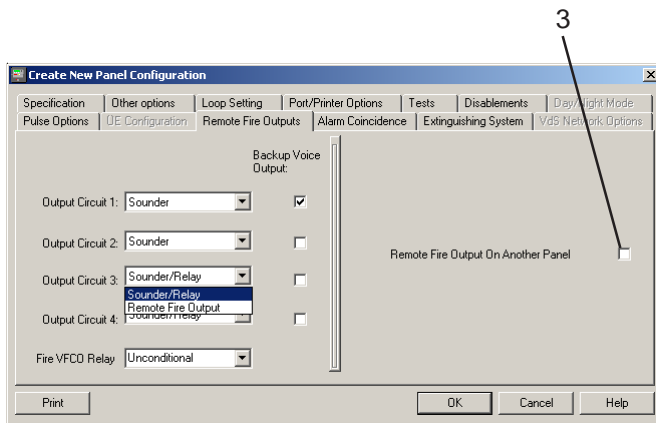 3
Create New Panel Configuration
Specification Other options Loop Setting Port/Printer Options Tests Disablements Day/Night Mode
Pulse Options UE Configuration Remote Fire Outputs Alarm Coincidence Extinguishing System VdS Network Options
Backup Voice
Output:
Output Circuit 1: Sounder
Output Circuit 2: Sounder
Remote Fire Output On Another Panel
Output Circuit 3: Sounder/Relay
Sounder/Relay
Remote Fire Output
Output Circuit 4: Sounder/Relay
Fire VFCO Relay Unconditional
Print OK Cancel Help